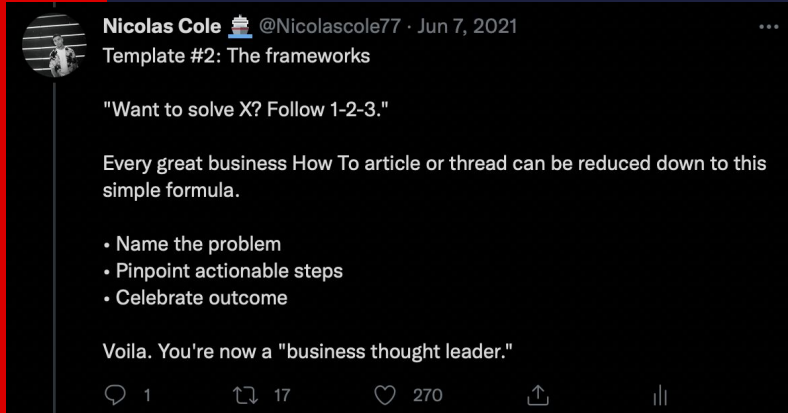 Nicolas Cole 🚢 @Nicolascole77 · Jun 7, 2021
Template #2: The frameworks
"Want to solve X? Follow 1-2-3."
Every great business How To article or thread can be reduced down to this
simple formula.
• Name the problem
• Pinpoint actionable steps
• Celebrate outcome
Voila. You're now a "business thought leader."
1 17 270